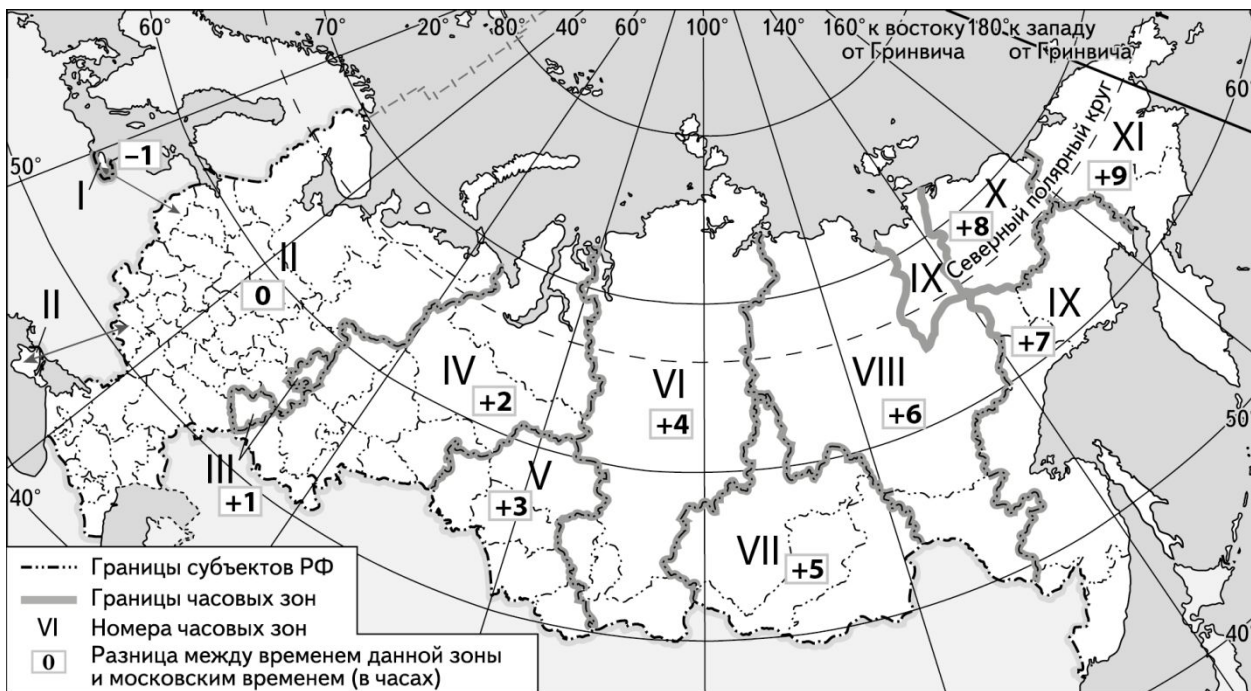 60° 70° 20° 40° 60° 80° 100° 120° 140° 160° к востоку 180° к западу
от Гринвича от Гринвича
60°
50°
−1
I
Северный полярный круг
XI
+9
X
+8
II
0
IX
IX
+7
II
IV
+2
VI
+4
VIII
+6
50°
III
+1
V
+3
VII
+5
40°
40°
Границы субъектов РФ
Границы часовых зон
VI Номера часовых зон
0 Разница между временем данной зоны
и московским временем (в часах)